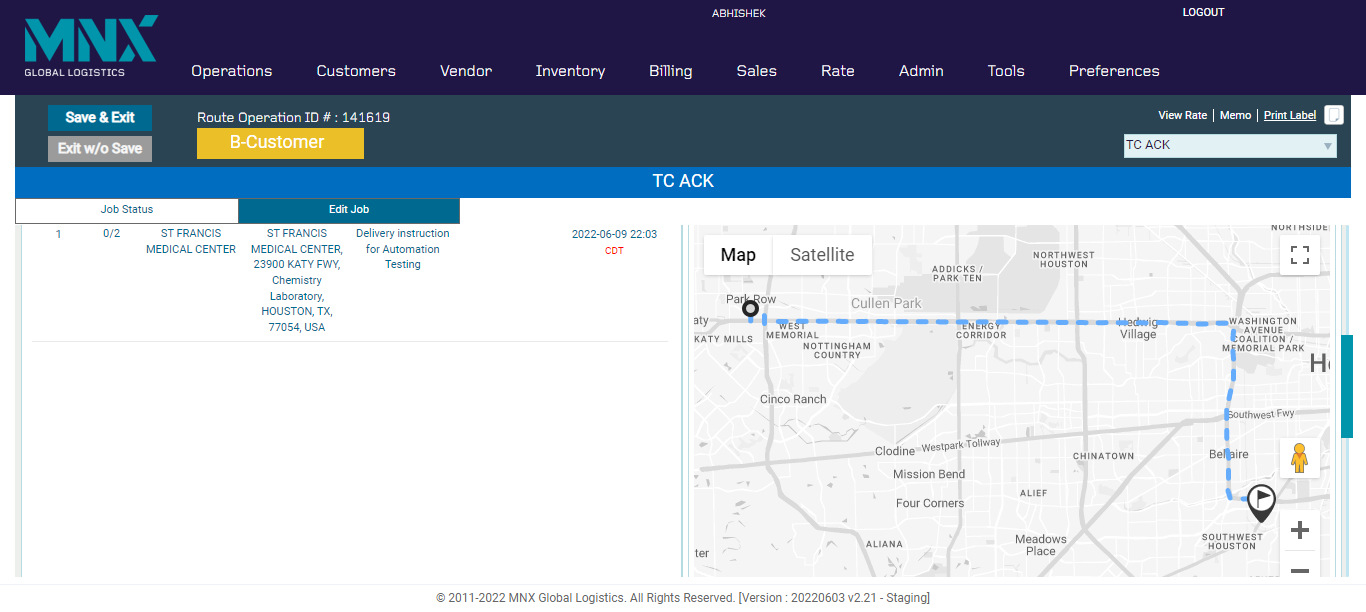 ABHISHEK
LOGOUT
MNX
GLOBAL LOGISTICS
Operations Customers Vendor Inventory Billing Sales Rate Admin Tools Preferences
Save & Exit
Exit w/o Save
Route Operation ID # : 141619
B-Customer
View Rate | Memo | Print Label
TC ACK
TC ACK
Job Status
Edit Job
1
0/2
ST FRANCIS
MEDICAL CENTER
ST FRANCIS
MEDICAL CENTER,
23900 KATY FWY,
Chemistry
Laboratory,
HOUSTON, TX,
77054, USA
Delivery instruction
for Automation
Testing
2022-06-09 22:03
CDT
Map
Satellite
NORTHSIDE
NORTHWEST
HOUSTON
ADDICKS /
PARK TEN
Park Row
Cullen Park
aty
KATY MILLS
WEST
MEMORIAL
NOTTINGHAM
COUNTRY
ENERGY
CORRIDOR
Hedwig
Village
WASHINGTON
AVENUE
COALITION /
MEMORIAL PARK
Ho
Cinco Ranch
Southwest Fwy
Clodine
Westpark Tollway
CHINATOWN
Bellaire
Mission Bend
Four Corners
ALIEF
ALIANA
Meadows
Place
SOUTHWEST
HOUSTON
ter
© 2011-2022 MNX Global Logistics. All Rights Reserved. [Version : 20220603 v2.21 - Staging]